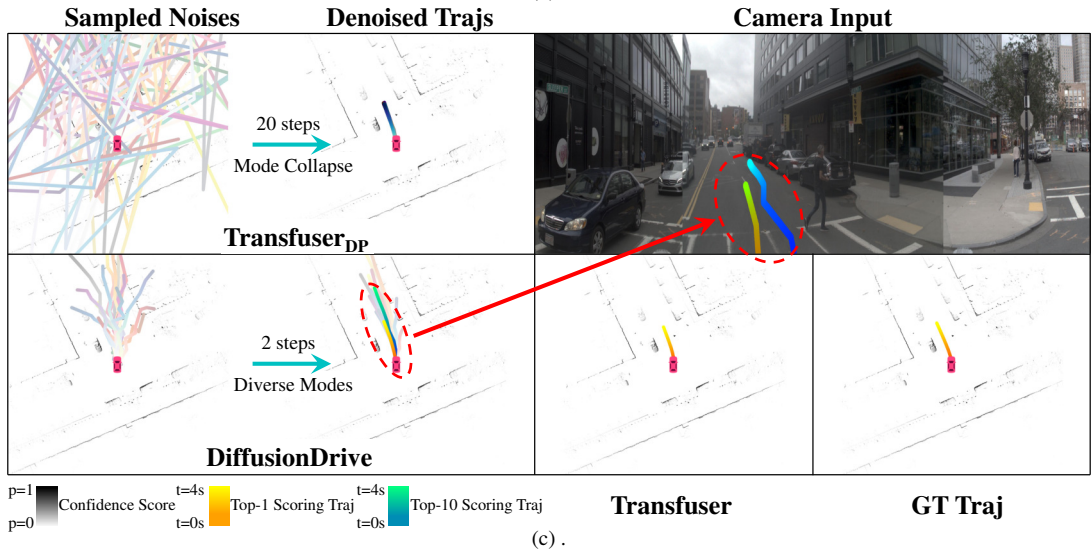 Sampled Noises
Denoised Trajs
Camera Input
20 steps
Mode Collapse
Transfuser_DP
2 steps
Diverse Modes
DiffusionDrive
p=1
p=0
Confidence Score
t=4s
t=0s
Top-1 Scoring Traj
t=4s
t=0s
Top-10 Scoring Traj
Transfuser
GT Traj
(c) .